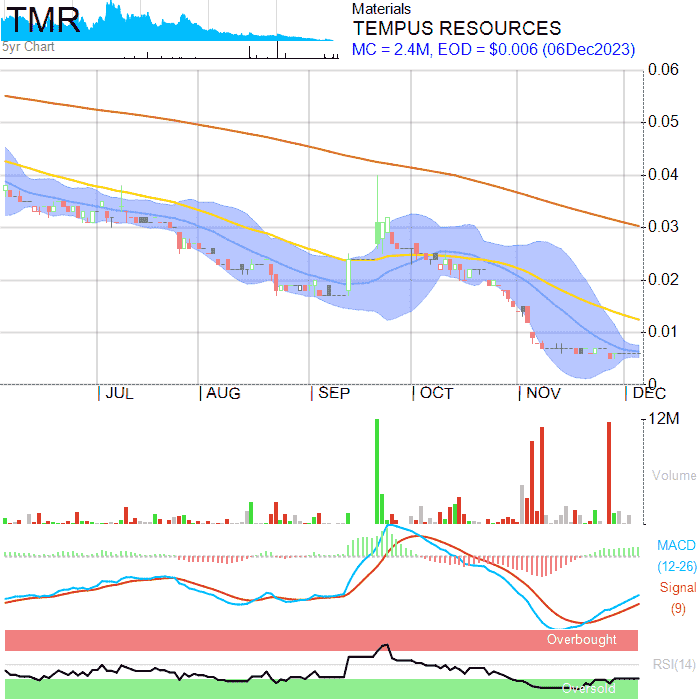 TMR
5yr Chart
Materials
TEMPUS RESOURCES
MC = 2.4M, EOD = $0.006 (06Dec2023)
0.06
0.05
0.04
0.03
0.02
0.01
0
JUL AUG SEP OCT NOV DEC
12M
Volume
MACD
(12-26)
Signal
(9)
Overbought
RSI(14)
Oversold